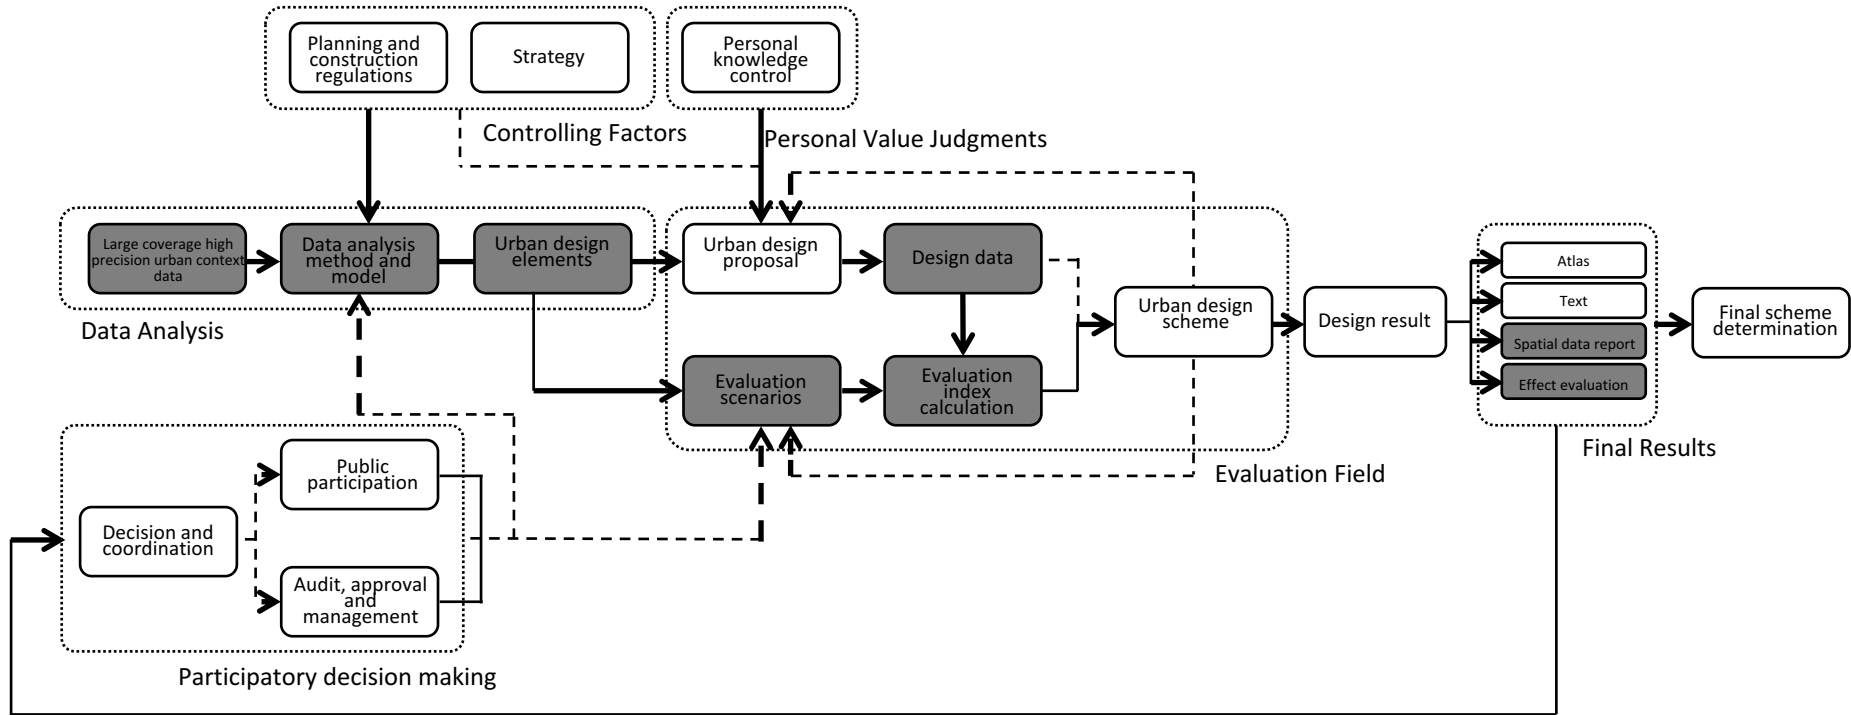 Planning and
construction
regulations
Strategy
Personal
knowledge
control
Controlling Factors
Personal Value Judgments
Large coverage high
precision urban context
data
Data analysis
method and
model
Urban design
elements
Urban design
proposal
Design data
Data Analysis
Evaluation
scenarios
Evaluation
index
calculation
Urban design
scheme
Design result
Atlas
Text
Spatial data report
Effect evaluation
Final scheme
determination
Final Results
Evaluation Field
Decision and
coordination
Public
participation
Audit, approval
and
management
Participatory decision making